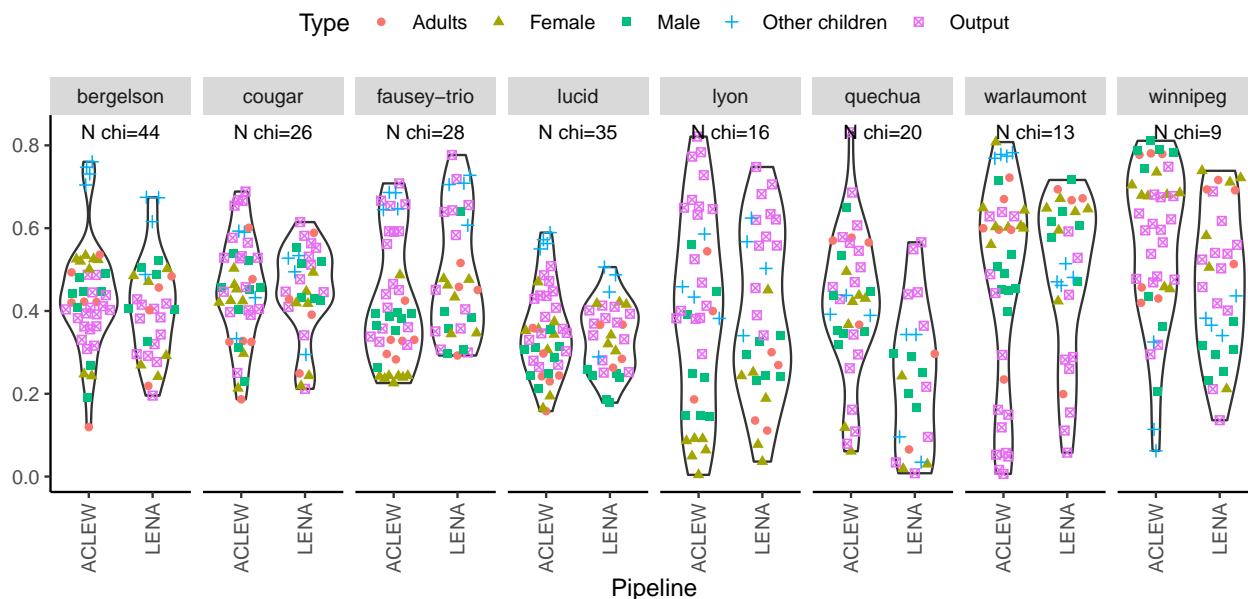 Type Adults Female Male Other children Output
bergelson cougar fausey−trio lucid lyon quechua warlaumont winnipeg
N chi=44 N chi=26 N chi=28 N chi=35 N chi=16 N chi=20 N chi=13 N chi=9
0.8
0.6
0.4
0.2
0.0
ACLEW LENA ACLEW LENA ACLEW LENA ACLEW LENA ACLEW LENA ACLEW LENA ACLEW LENA ACLEW LENA
Pipeline